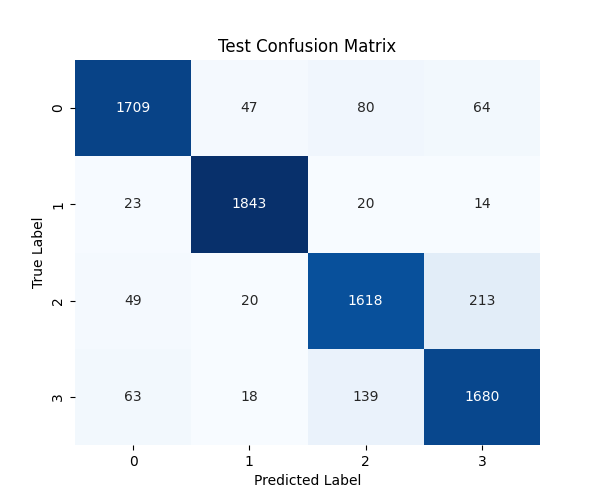 Test Confusion Matrix
True Label
0 1709 47 80 64
1 23 1843 20 14
2 49 20 1618 213
3 63 18 139 1680
0 1 2 3
Predicted Label